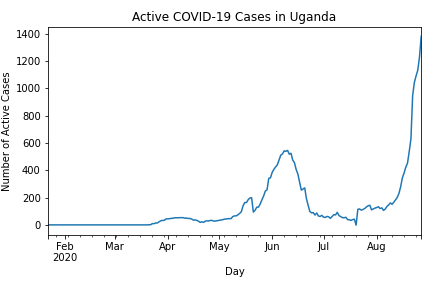 Active COVID-19 Cases in Uganda
Number of Active Cases
1400
1200
1000
800
600
400
200
0
Feb Mar Apr May Jun Jul Aug
2020
Day